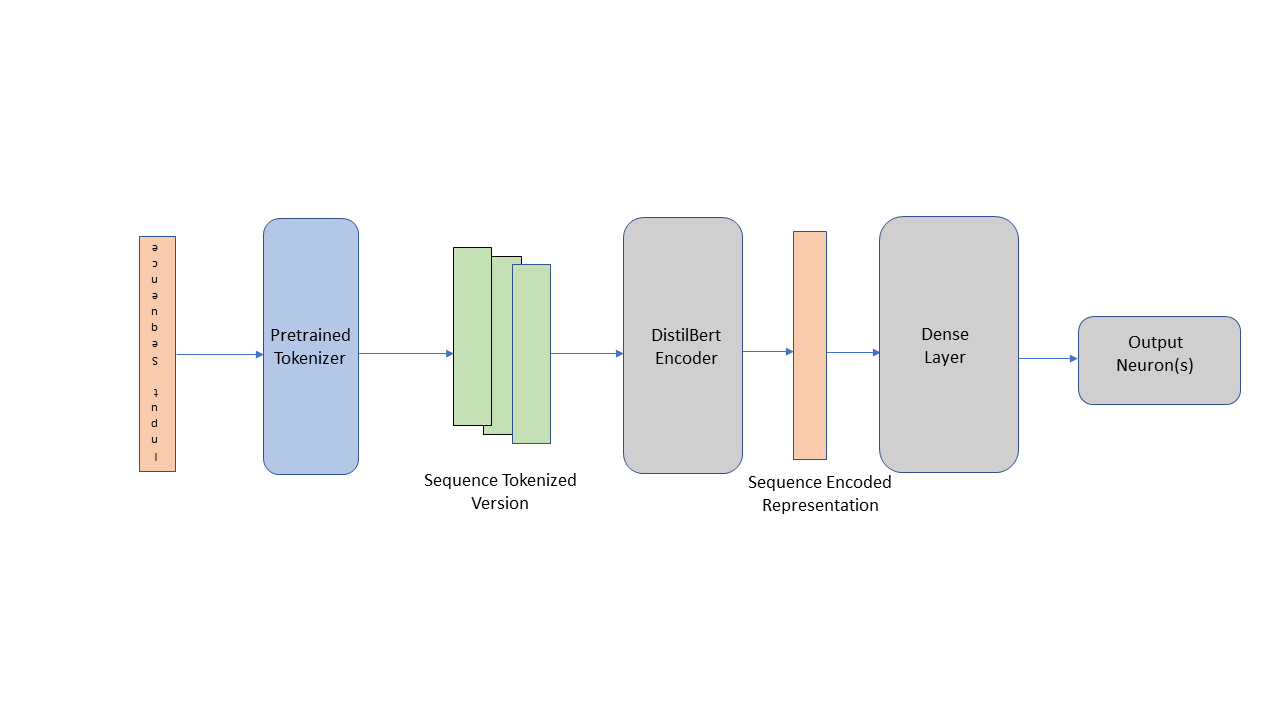 Input Sequence
Pretrained
Tokenizer
Sequence Tokenized
Version
DistilBert
Encoder
Sequence Encoded
Representation
Dense
Layer
Output
Neuron(s)